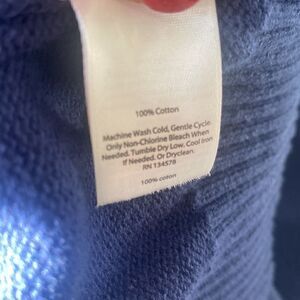 100% Cotton
Machine Wash Cold, Gentle Cycle.
Only Non-Chlorine Bleach When
Needed. Tumble Dry Low, Cool Iron
If Needed. Or Dryclean.
RN 134578
100% coton